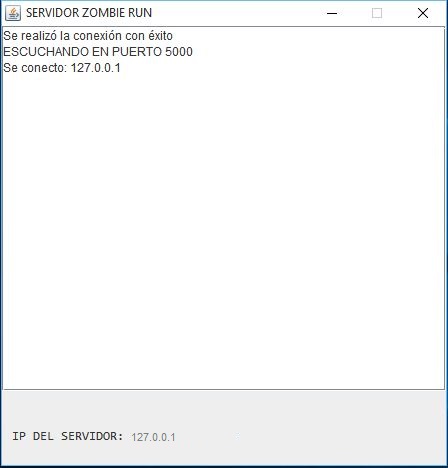 SERVIDOR ZOMBIE RUN
Se realizó la conexión con éxito
ESCUCHANDO EN PUERTO 5000
Se conecto: 127.0.0.1
IP DEL SERVIDOR: 127.0.0.1